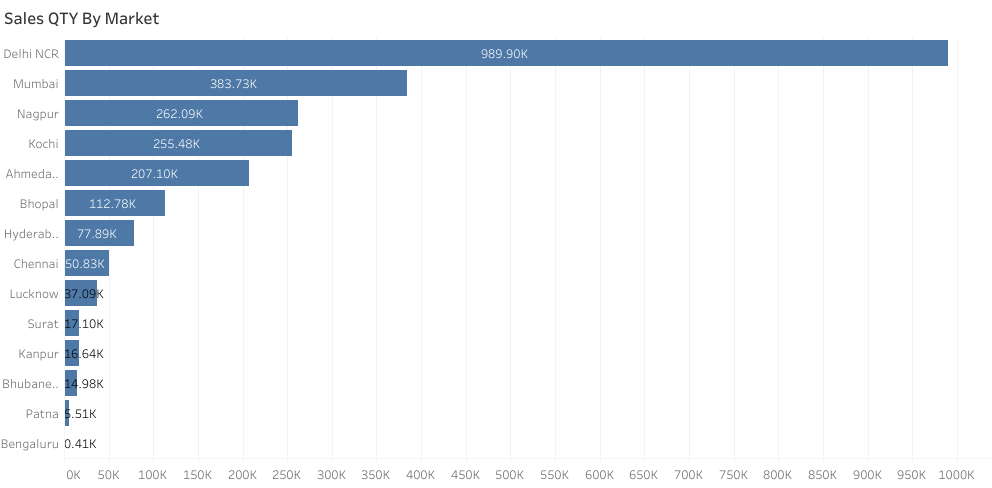 Sales QTY By Market
Delhi NCR 989.90K
Mumbai 383.73K
Nagpur 262.09K
Kochi 255.48K
Ahmeda.. 207.10K
Bhopal 112.78K
Hyderab.. 77.89K
Chennai 50.83K
Lucknow 37.09K
Surat 17.10K
Kanpur 16.64K
Bhubane.. 14.98K
Patna 5.51K
Bengaluru 0.41K
0K 50K 100K 150K 200K 250K 300K 350K 400K 450K 500K 550K 600K 650K 700K 750K 800K 850K 900K 950K 1000K